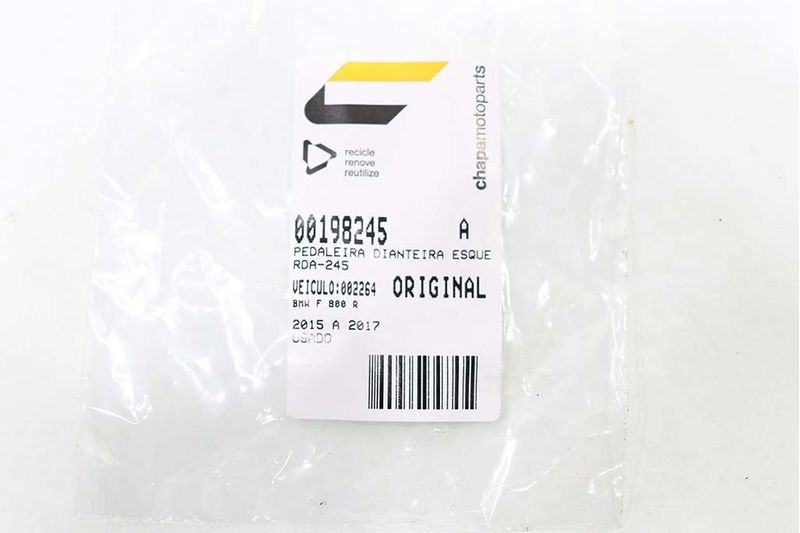 chapamotoparts
recicle
renove
reutilize
00198245 A
PEDALEIRA DIANTEIRA ESQUE
RDA-245
VEICULO:002264 ORIGINAL
BMW F 800 R
2015 A 2017
USADO